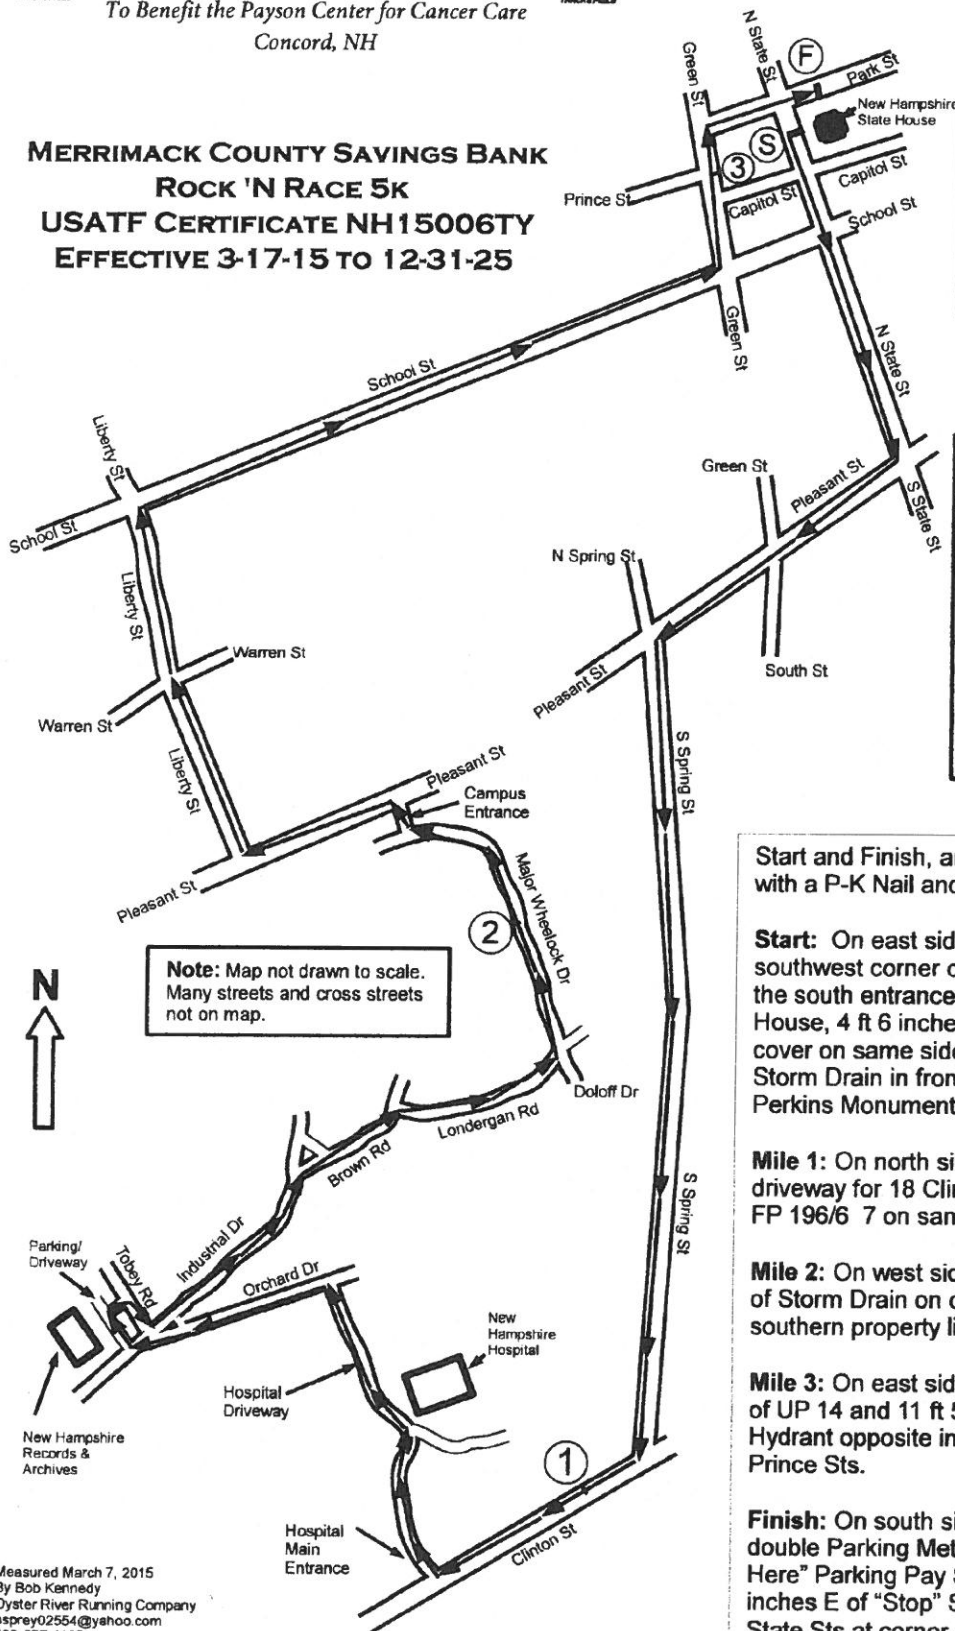 To Benefit the Payson Center for Cancer Care
Concord, NH
MERRIMACK COUNTY SAVINGS BANK
ROCK 'N RACE 5K
USATF CERTIFICATE NH15006TY
EFFECTIVE 3-17-15 TO 12-31-25
Green St
N State St
F
Park St
New Hampshire
State House
S
3
Prince St
Capitol St
Capitol St
School St
Green St
N State St
School St
Liberty St
School St
Green St
Pleasant St
S State St
N Spring St
Liberty St
Warren St
South St
Pleasant St
Warren St
S Spring St
Liberty St
Pleasant St
Campus
Entrance
Pleasant St
Major Wheelock Dr
2
N
Note: Map not drawn to scale.
Many streets and cross streets
not on map.
Doloff Dr
Londergan Rd
Brown Rd
S Spring St
Industrial Dr
Parking/
Driveway
Tobey Rd
Orchard Dr
New
Hampshire
Hospital
Hospital
Driveway
New Hampshire
Records &
Archives
1
Hospital
Main
Entrance
Clinton St
Measured March 7, 2015
By Bob Kennedy
Oyster River Running Company
osprey02554@yahoo.com
Start and Finish, a
with a P-K Nail and
Start: On east sid
southwest corner o
the south entrance
House, 4 ft 6 inche
cover on same side
Storm Drain in fron
Perkins Monument
Mile 1: On north si
driveway for 18 Clin
FP 196/6 7 on san
Mile 2: On west sid
of Storm Drain on o
southern property li
Mile 3: On east sid
of UP 14 and 11 ft 5
Hydrant opposite in
Prince Sts.
Finish: On south si
double Parking Met
Here" Parking Pay S
inches E of "Stop" S
State Sts at corner